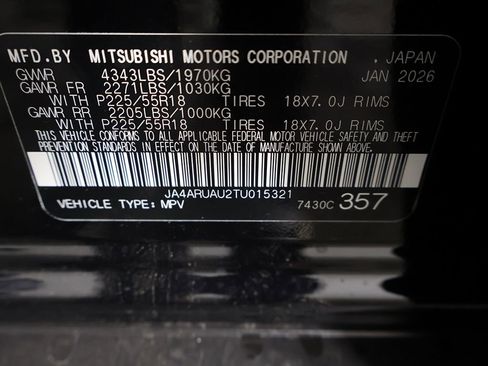 MFD.BY MITSUBISHI MOTORS CORPORATION , JAPAN
GVWR 4343LBS/1970KG JAN 2026
GAWR FR 2271LBS/1030KG
WITH P225/55R18 TIRES 18X7.0J RIMS
GAWR RR 2205LBS/1000KG
WITH P225/55R18 TIRES 18X7.0J RIMS
THIS VEHICLE CONFORMS TO ALL APPLICABLE FEDERAL MOTOR VEHICLE SAFETY AND THEFT
PREVENTION STANDARDS IN EFFECT ON THE DATE OF MANUFACTURE SHOWN ABOVE.
JA4ARUAU2TU015321
VEHICLE TYPE: MPV 7430C 357